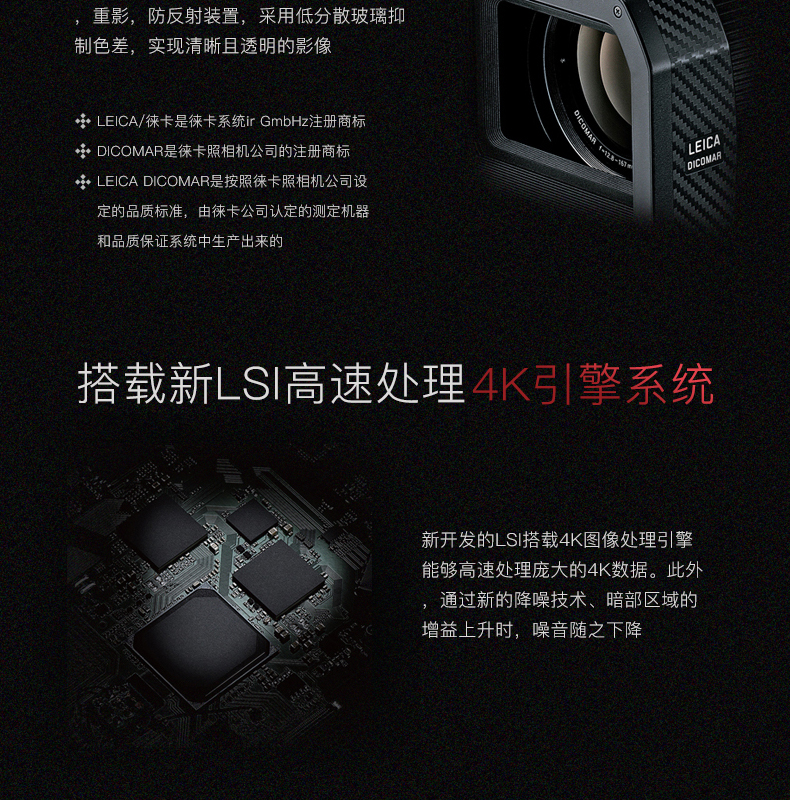 ，重影，防反射装置，采用低分散玻璃抑
制色差，实现清晰且透明的影像
LEICA/徕卡是徕卡系统ir GmbHz注册商标
DICOMAR是徕卡照相机公司的注册商标
LEICA DICOMAR是按照徕卡照相机公司设
定的品质标准，由徕卡公司认定的测定机器
和品质保证系统中生产出来的
LEICA
DICOMAR
搭载新LSI高速处理4K引擎系统
新开发的LSI搭载4K图像处理引擎
能够高速处理庞大的4K数据。此外
，通过新的降噪技术、暗部区域的
增益上升时，噪音随之下降